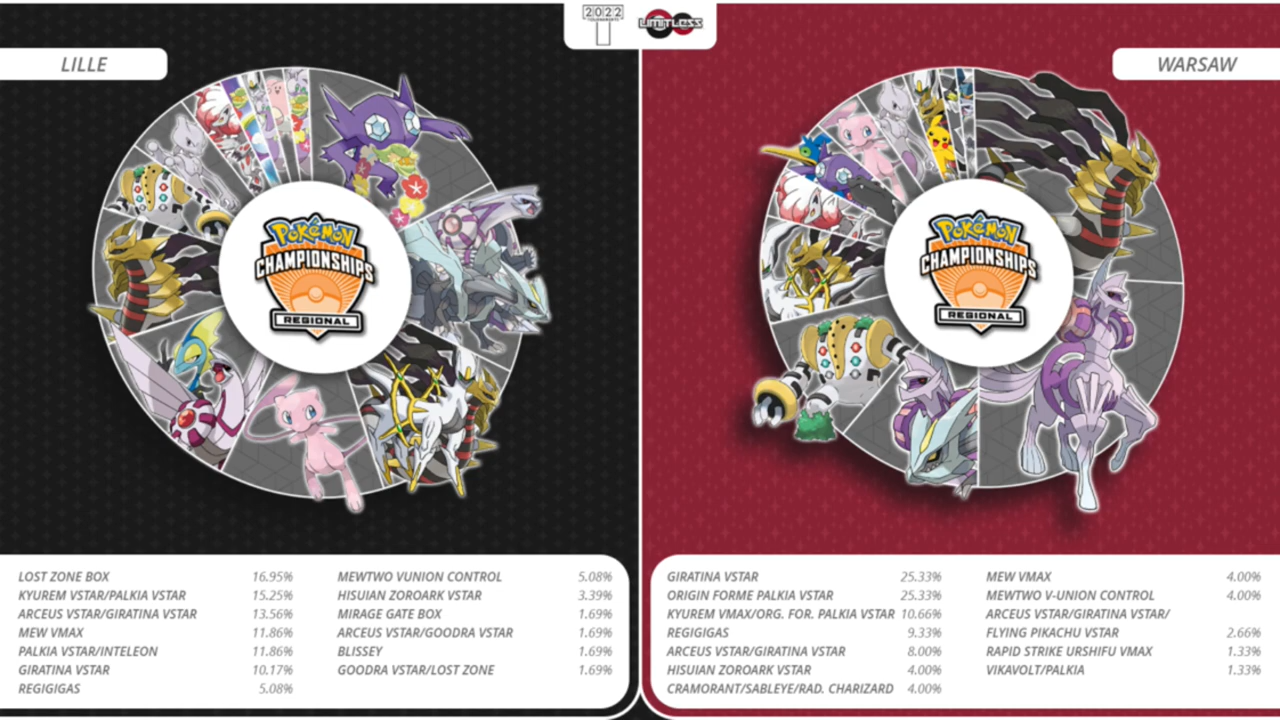 2022
TOURNAMENTS
LIMITLESS
LILLE
WARSAW
POKéMON
CHAMPIONSHIPS
REGIONAL
POKéMON
CHAMPIONSHIPS
REGIONAL
LOST ZONE BOX 16.95%
KYUREM VSTAR/PALKIA VSTAR 15.25%
ARCEUS VSTAR/GIRATINA VSTAR 13.56%
MEW VMAX 11.86%
PALKIA VSTAR/INTELEON 11.86%
GIRATINA VSTAR 10.17%
REGIGIGAS 5.08%
MEWTWO VUNION CONTROL 5.08%
HISUIAN ZOROARK VSTAR 3.39%
MIRAGE GATE BOX 1.69%
ARCEUS VSTAR/GOODRA VSTAR 1.69%
BLISSEY 1.69%
GOODRA VSTAR/LOST ZONE 1.69%
GIRATINA VSTAR 25.33%
ORIGIN FORME PALKIA VSTAR 25.33%
KYUREM VMAX/ORG. FOR. PALKIA VSTAR 10.66%
REGIGIGAS 9.33%
ARCEUS VSTAR/GIRATINA VSTAR 8.00%
HISUIAN ZOROARK VSTAR 4.00%
CRAMORANT/SABLEYE/RAD. CHARIZARD 4.00%
MEW VMAX 4.00%
MEWTWO V-UNION CONTROL 4.00%
ARCEUS VSTAR/GIRATINA VSTAR/
FLYING PIKACHU VSTAR 2.66%
RAPID STRIKE URSHIFU VMAX 1.33%
VIKAVOLT/PALKIA 1.33%